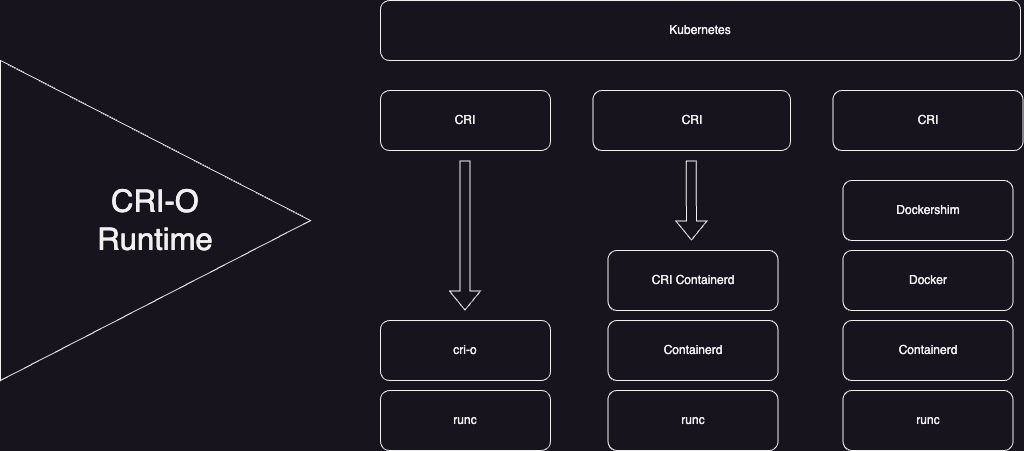 Kubernetes
CRI
CRI
CRI
CRI-O
Runtime
Dockershim
CRI Containerd
Docker
cri-o
Containerd
Containerd
runc
runc
runc